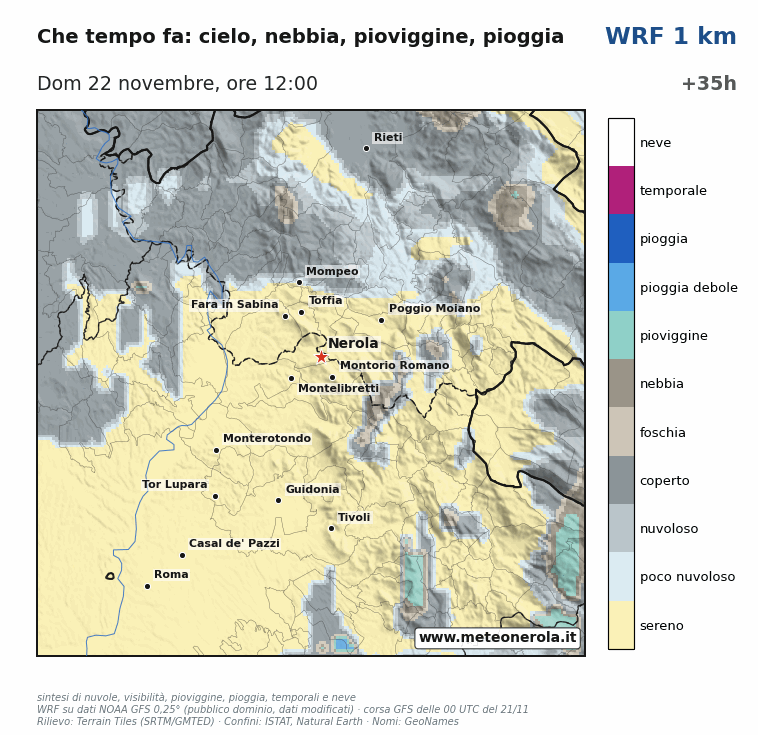 Che tempo fa: cielo, nebbia, pioviggine, pioggia
WRF 1 km
Dom 22 novembre, ore 12:00
+35h
Rieti
Mompeo
Fara in Sabina
Toffia
Poggio Moiano
Nerola
Montorio Romano
Montelibretti
Monterotondo
Tor Lupara
Guidonia
Tivoli
Casal de' Pazzi
Roma
www.meteonerola.it
neve
temporale
pioggia
pioggia debole
pioviggine
nebbia
foschia
coperto
nuvoloso
poco nuvoloso
sereno
sintesi di nuvole, visibilità, pioviggine, pioggia, temporali e neve
WRF su dati NOAA GFS 0,25° (pubblico dominio, dati modificati) · corsa GFS delle 00 UTC del 21/11
Rilievo: Terrain Tiles (SRTM/GMTED) · Confini: ISTAT, Natural Earth · Nomi: GeoNames